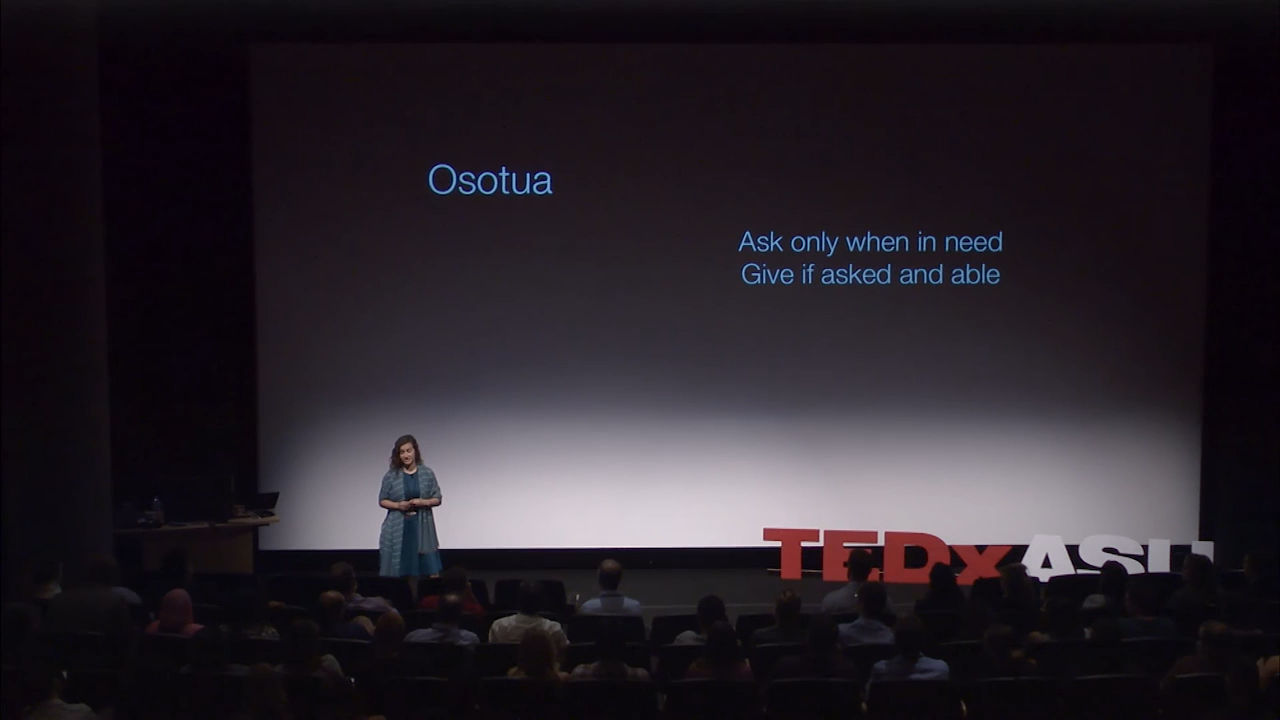 Osotua
Ask only when in need
Give if asked and able
TEDxASU